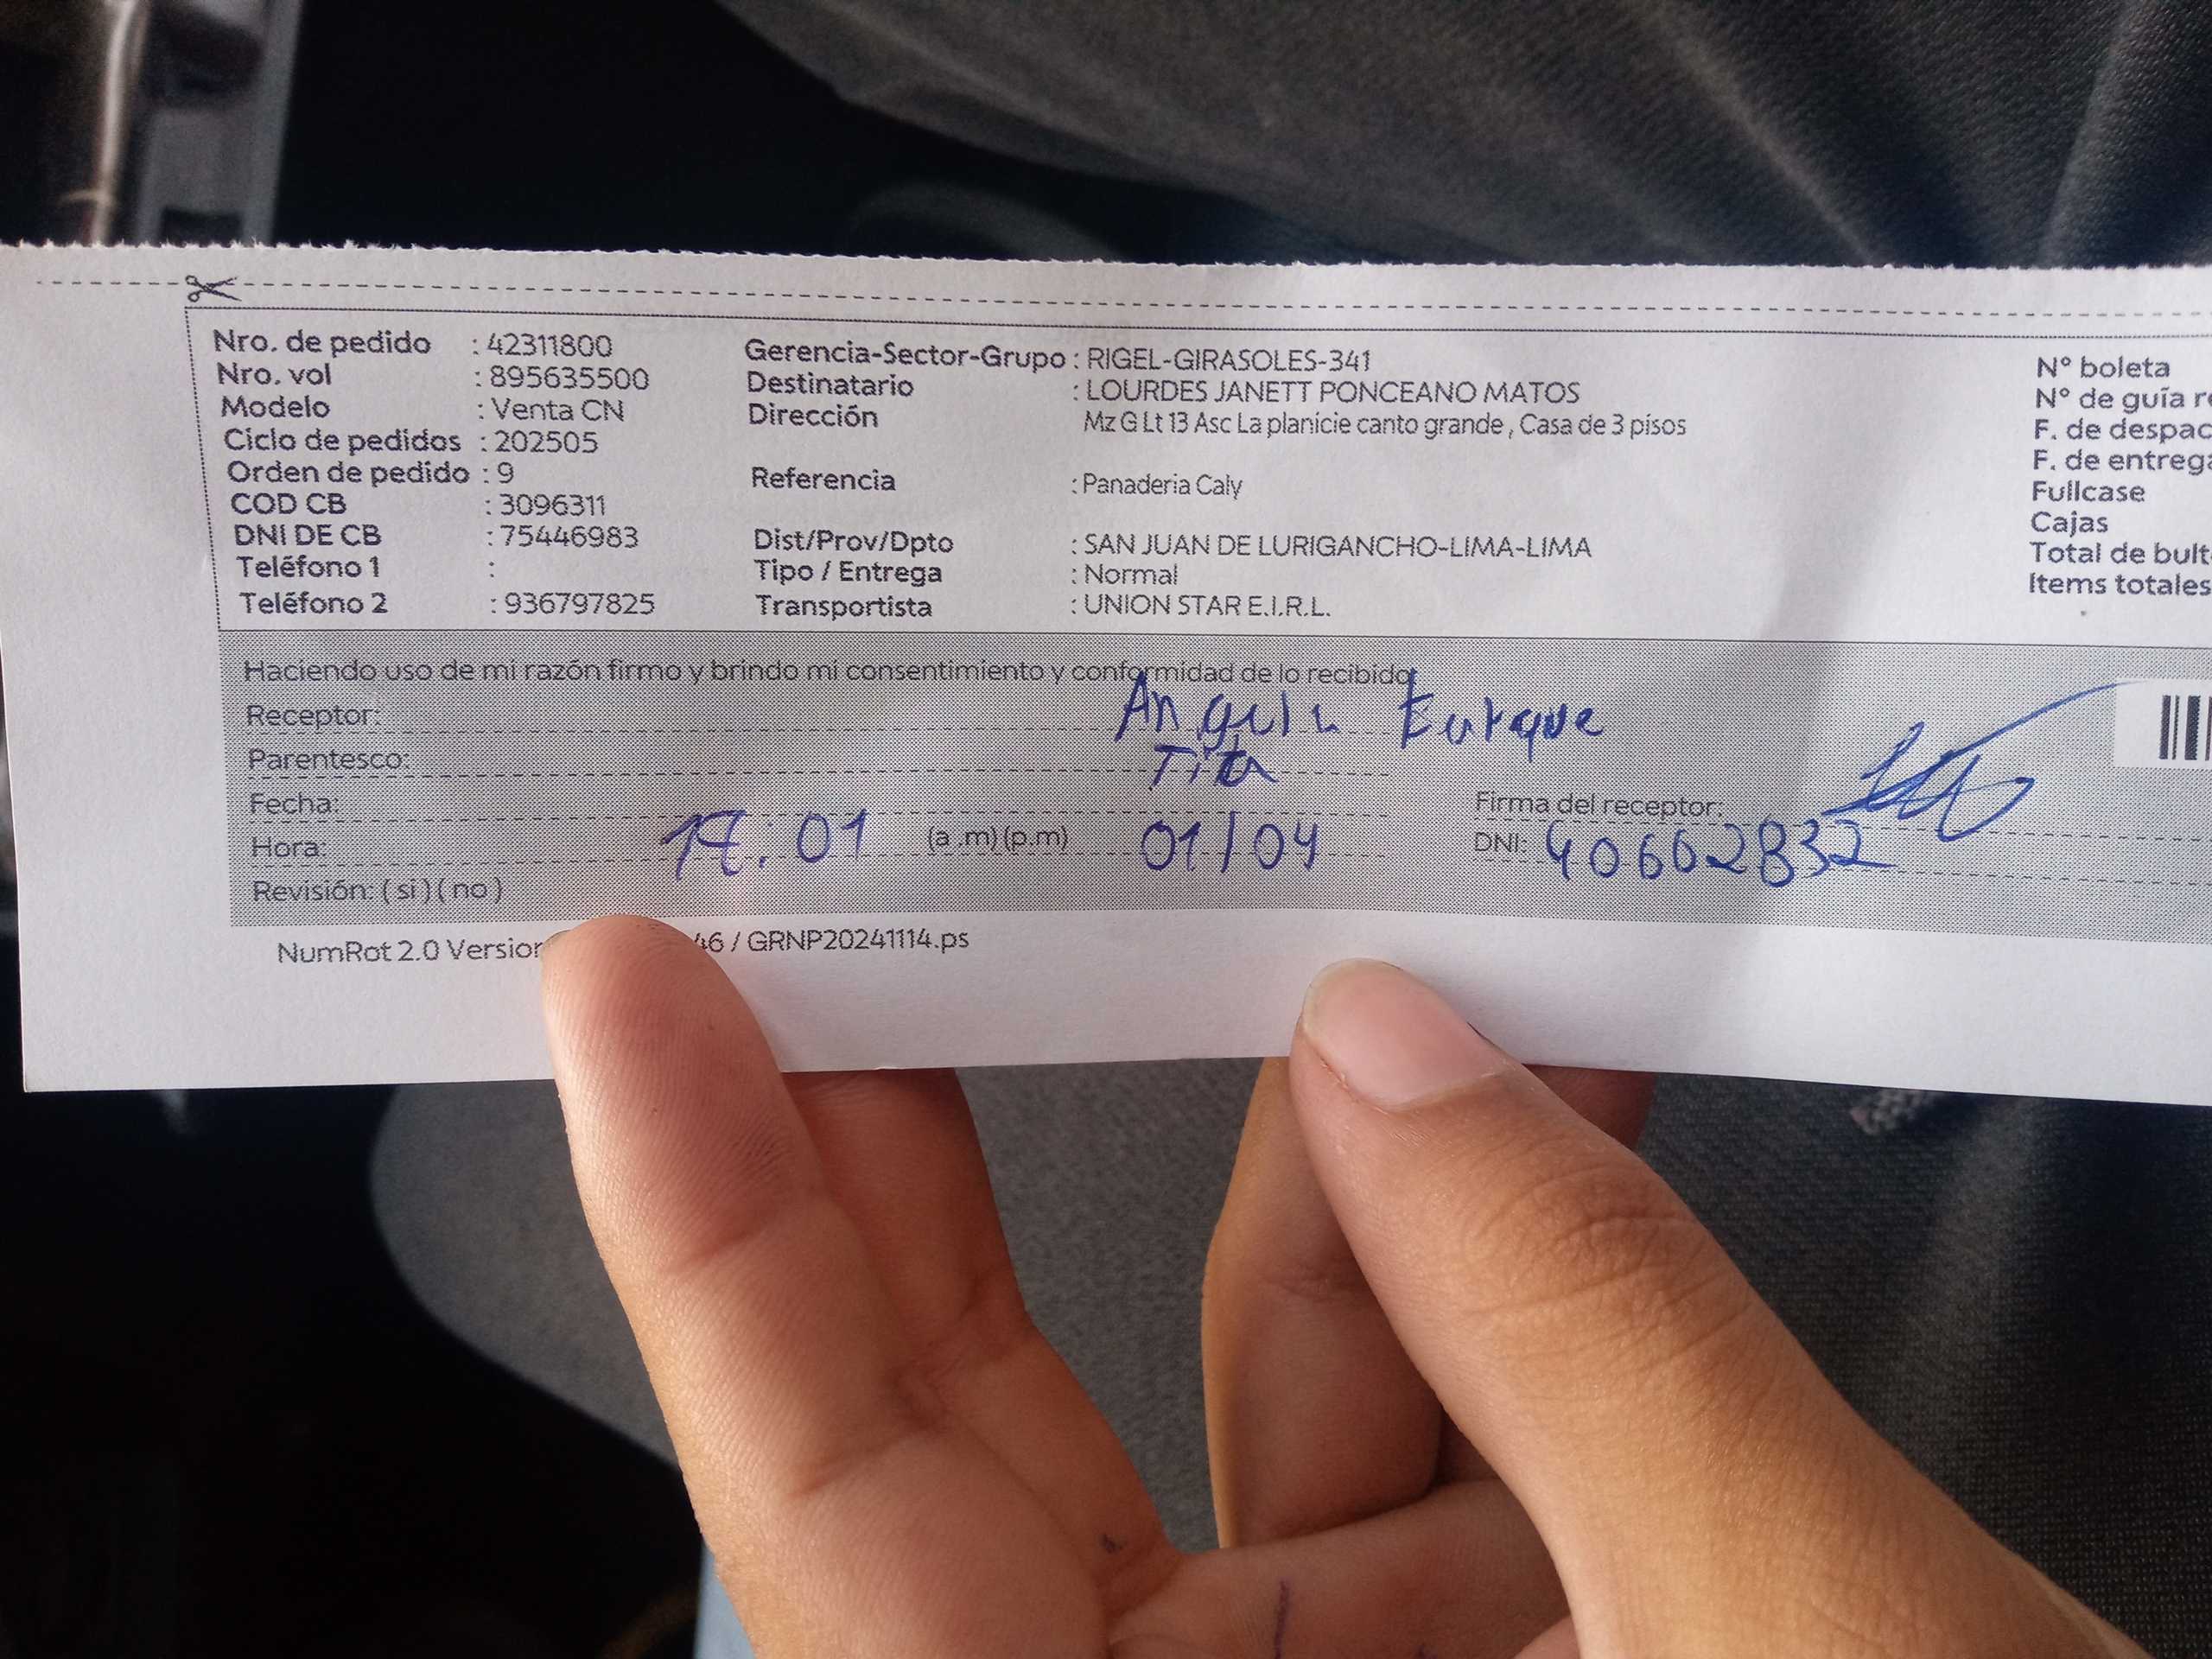 Nro. de pedido : 42311800
Nro. vol : 895635500
Modelo : Venta CN
Ciclo de pedidos : 202505
Orden de pedido : 9
COD CB : 3096311
DNI DE CB : 75446983
Teléfono 1 :
Teléfono 2 : 936797825
Gerencia-Sector-Grupo : RIGEL-GIRASOLES-341
Destinatario : LOURDES JANETT PONCEANO MATOS
Dirección Mz G Lt 13 Asc La planicie canto grande , Casa de 3 pisos
Referencia : Panaderia Caly
Dist/Prov/Dpto : SAN JUAN DE LURIGANCHO-LIMA-LIMA
Tipo / Entrega : Normal
Transportista : UNION STAR E.I.R.L.
N° boleta
N° de guía
F. de despac
F. de entrega
Fullcase
Cajas
Total de bult
Items totales
Haciendo uso de mi razón firmo y brindo mi consentimiento y conformidad de lo recibido
Receptor:
Parentesco:
Fecha:
Firma del receptor:
Hora: : 01 (a .m) (p.m) 01/04
DNI: 40602832
Revisión: ( si ) ( no )
NumRot 2.0 Version 46 / GRNP20241114.ps